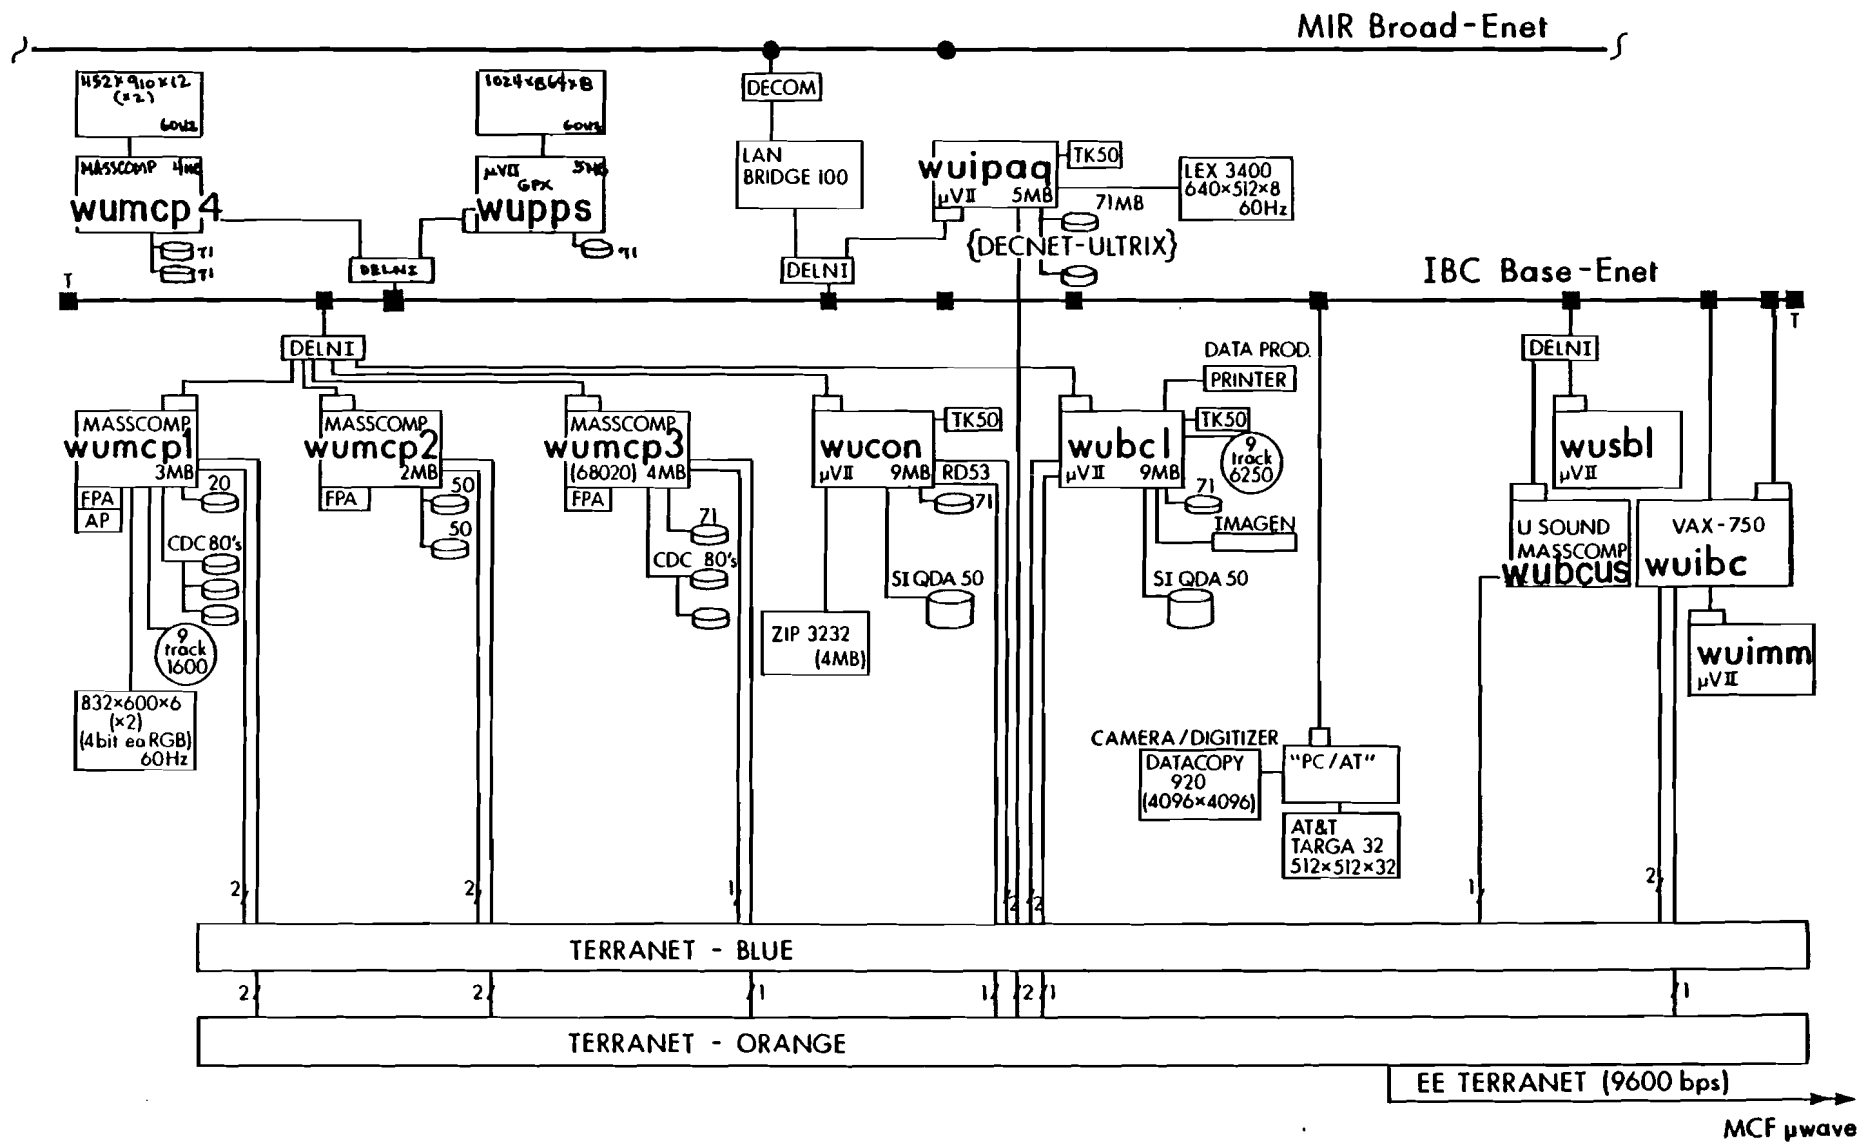 MIR Broad-Enet
1152×910×12
(×2)
60Hz
1024×864×8
60Hz
DECOM
MASSCOMP 4MB
wumcp4
71
71
µVII 5MB
GPX
wupps
71
LAN
BRIDGE 100
wuipaq
µVII 5MB
TK50
71MB
LEX 3400
640×512×8
60Hz
{DECNET-ULTRIX}
DELNI
DELNI
IBC Base-Enet
T
T
DELNI
DELNI
DATA PROD.
PRINTER
MASSCOMP
wumcp1
3MB
FPA
AP
20
CDC 80's
9
track
1600
832×600×6
(×2)
(4bit ea RGB)
60Hz
MASSCOMP
wumcp2
2MB
FPA
50
50
MASSCOMP
wumcp3
(68020) 4MB
FPA
71
CDC 80's
wucon
µVII 9MB
TK50
RD53
71
SI QDA 50
ZIP 3232
(4MB)
wubcl
µVII 9MB
TK50
9
track
6250
71
IMAGEN
SI QDA 50
wusbl
µVII
U SOUND
MASSCOMP
wubcus
VAX-750
wuibc
wuimm
µVII
CAMERA/DIGITIZER
DATACOPY
920
(4096×4096)
"PC/AT"
AT&T
TARGA 32
512×512×32
2 2 1 2 2 1 2
TERRANET - BLUE
2 2 1 1 2 1 1
TERRANET - ORANGE
EE TERRANET (9600 bps)
MCF µwave